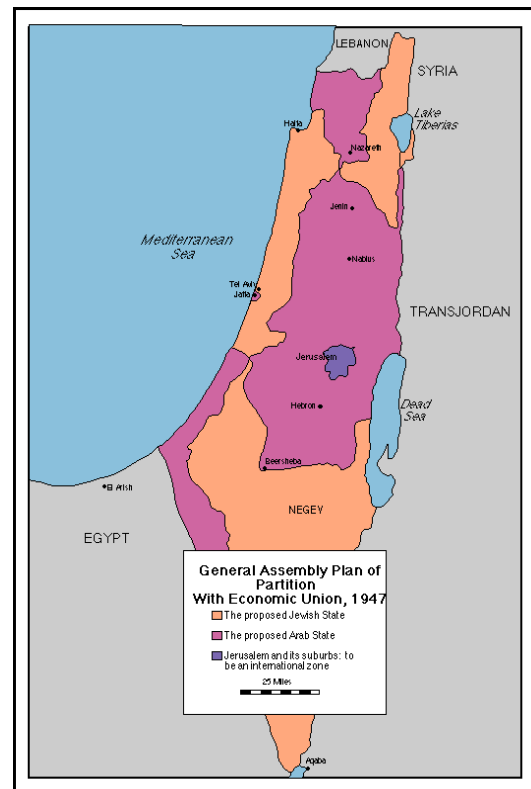 LEBANON
SYRIA
Lake
Tiberias
Haifa
Nazareth
Jenin
Mediterranean
Sea
Nablus
Tel Aviv
Jaffa
TRANSJORDAN
Jerusalem
Dead
Sea
Hebron
Beersheba
El Arish
NEGEV
EGYPT
General Assembly Plan of
Partition
With Economic Union, 1947
The proposed Jewish State
The proposed Arab State
Jerusalem and its suburbs: to
be an international zone
25 Miles
Aqaba